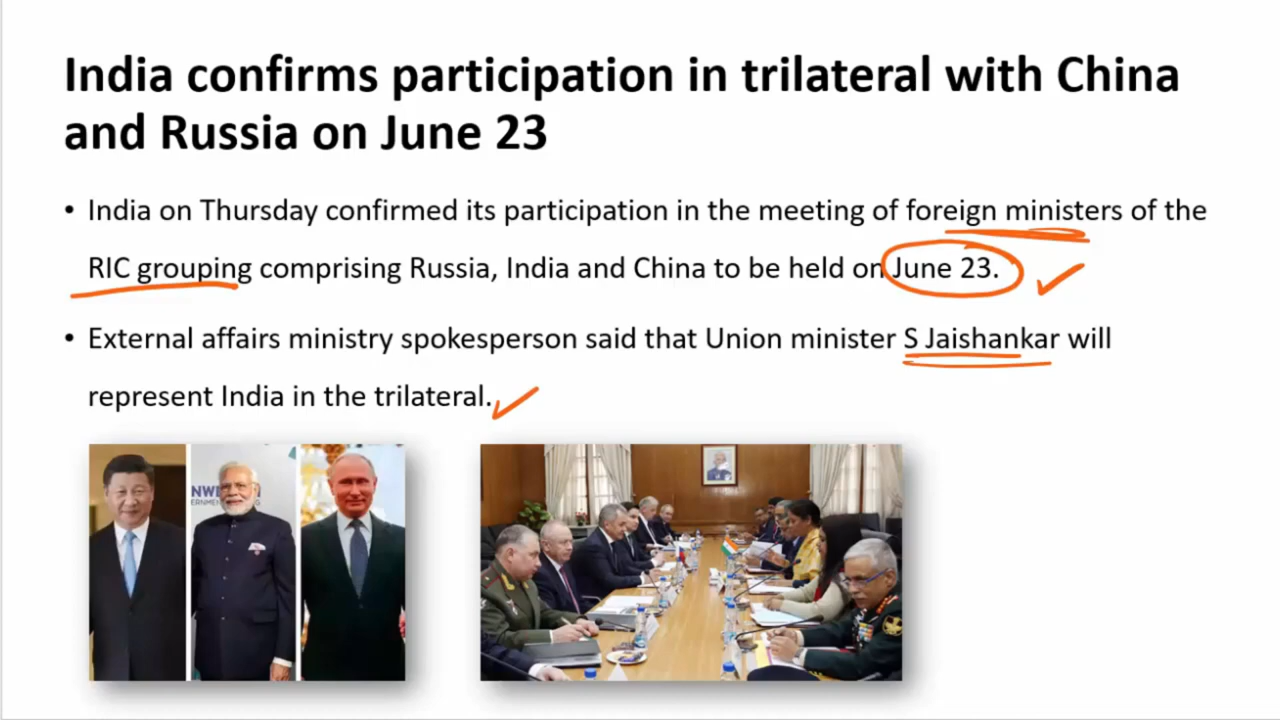 India confirms participation in trilateral with China
and Russia on June 23
• India on Thursday confirmed its participation in the meeting of foreign ministers of the
RIC grouping comprising Russia, India and China to be held on June 23.
• External affairs ministry spokesperson said that Union minister S Jaishankar will
represent India in the trilateral.